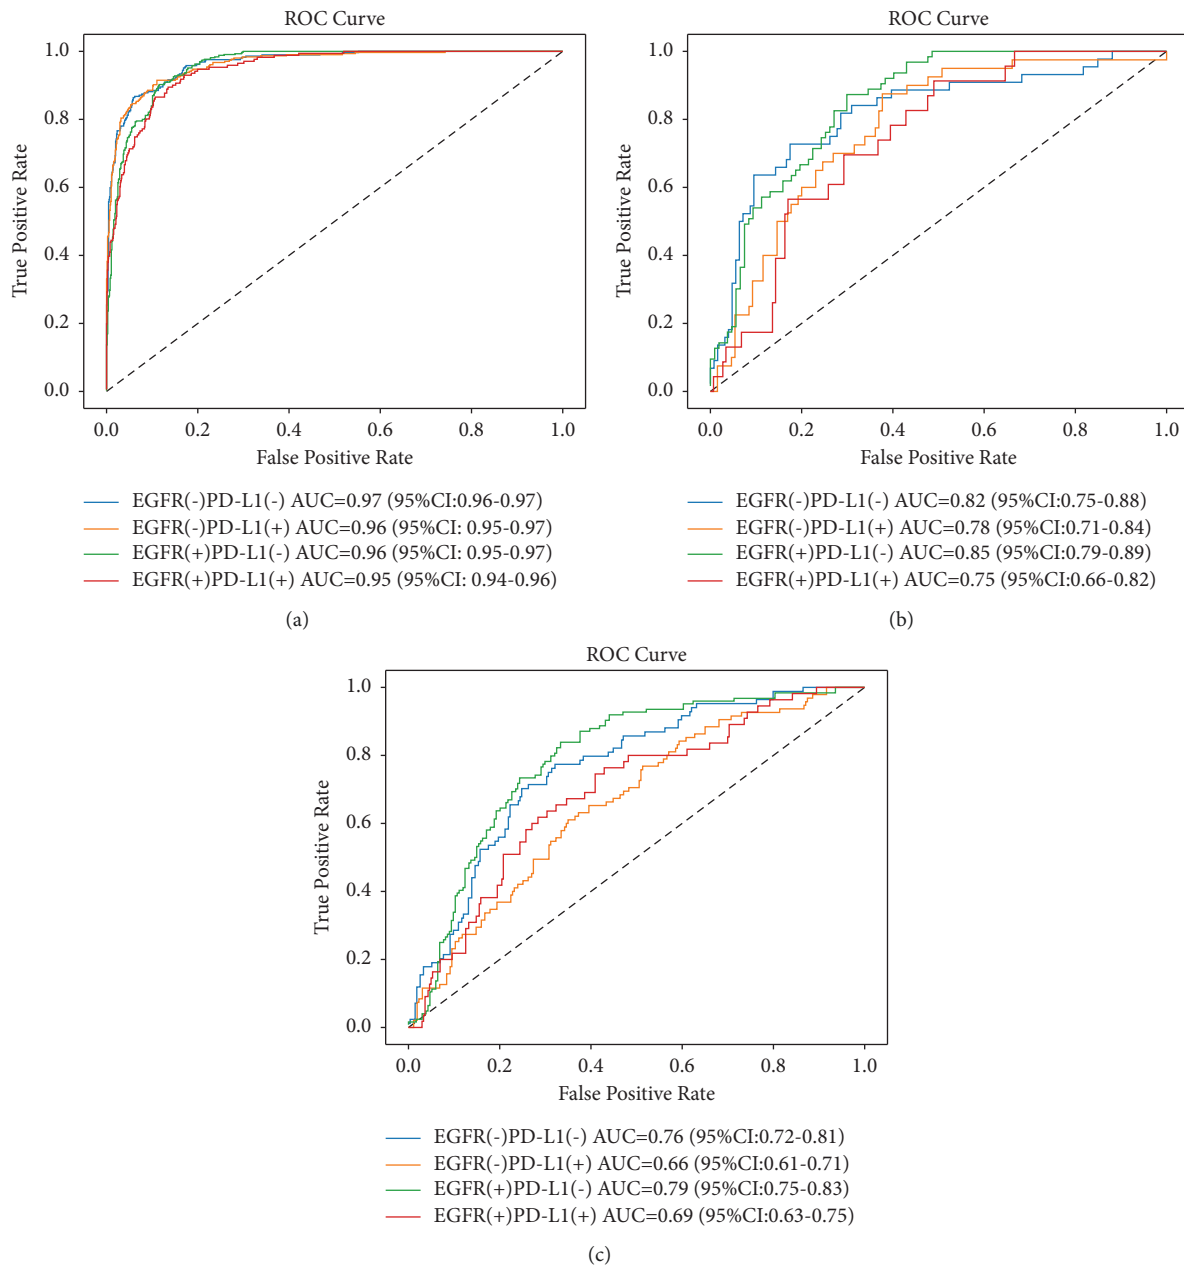 ROC Curve
1.0
0.8
0.6
0.4
0.2
0.0
True Positive Rate
0.0 0.2 0.4 0.6 0.8 1.0
False Positive Rate
EGFR(-)PD-L1(-) AUC=0.97 (95%CI:0.96-0.97)
EGFR(-)PD-L1(+) AUC=0.96 (95%CI: 0.95-0.97)
EGFR(+)PD-L1(-) AUC=0.96 (95%CI: 0.95-0.97)
EGFR(+)PD-L1(+) AUC=0.95 (95%CI: 0.94-0.96)
(a)
ROC Curve
1.0
0.8
0.6
0.4
0.2
0.0
True Positive Rate
0.0 0.2 0.4 0.6 0.8 1.0
False Positive Rate
EGFR(-)PD-L1(-) AUC=0.82 (95%CI:0.75-0.88)
EGFR(-)PD-L1(+) AUC=0.78 (95%CI:0.71-0.84)
EGFR(+)PD-L1(-) AUC=0.85 (95%CI:0.79-0.89)
EGFR(+)PD-L1(+) AUC=0.75 (95%CI:0.66-0.82)
(b)
ROC Curve
1.0
0.8
0.6
0.4
0.2
0.0
True Positive Rate
0.0 0.2 0.4 0.6 0.8 1.0
False Positive Rate
EGFR(-)PD-L1(-) AUC=0.76 (95%CI:0.72-0.81)
EGFR(-)PD-L1(+) AUC=0.66 (95%CI:0.61-0.71)
EGFR(+)PD-L1(-) AUC=0.79 (95%CI:0.75-0.83)
EGFR(+)PD-L1(+) AUC=0.69 (95%CI:0.63-0.75)
(c)